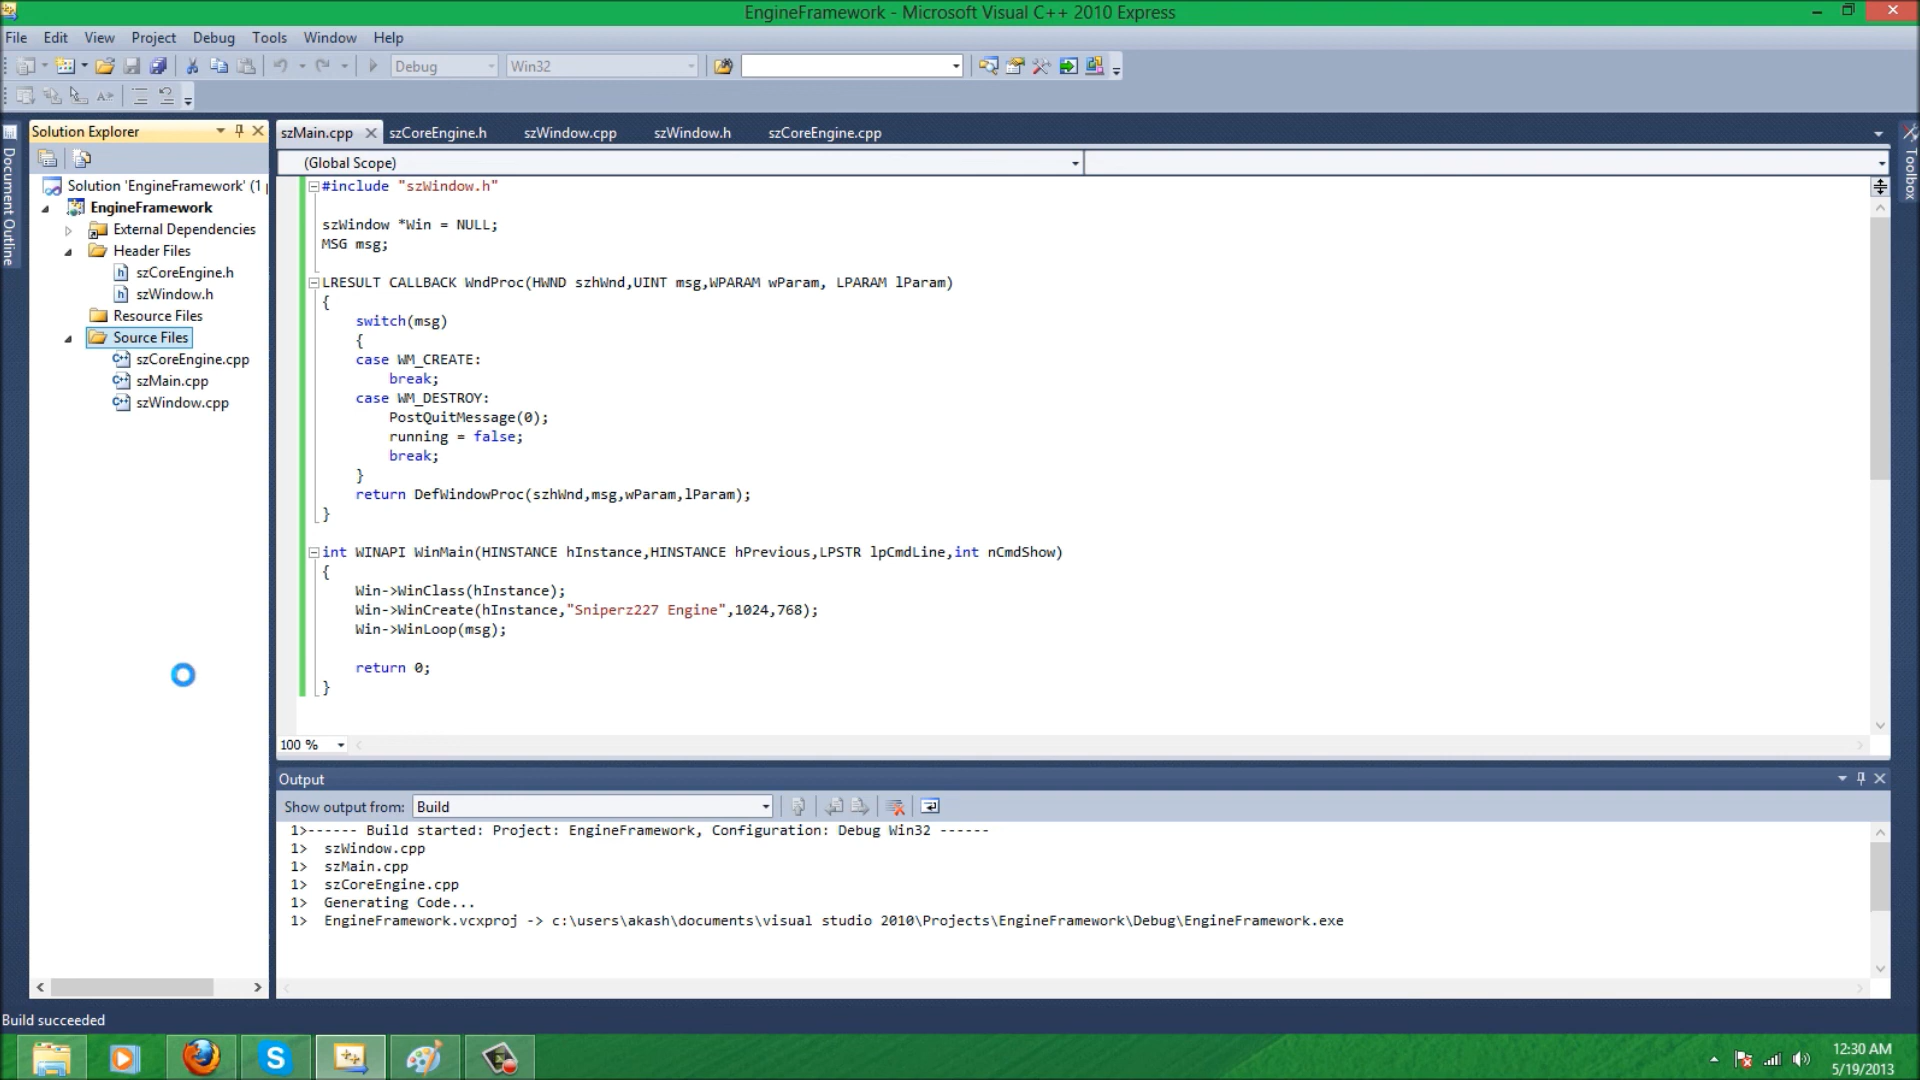 EngineFramework - Microsoft Visual C++ 2010 Express
File Edit View Project Debug Tools Window Help
Debug Win32
Document Outline
Solution Explorer
Solution 'EngineFramework' (1 p
EngineFramework
External Dependencies
Header Files
szCoreEngine.h
szWindow.h
Resource Files
Source Files
szCoreEngine.cpp
szMain.cpp
szWindow.cpp
szMain.cpp szCoreEngine.h szWindow.cpp szWindow.h szCoreEngine.cpp
Toolbox
(Global Scope)
#include "szWindow.h"
szWindow *Win = NULL;
MSG msg;
LRESULT CALLBACK WndProc(HWND szhWnd,UINT msg,WPARAM wParam, LPARAM lParam)
{
switch(msg)
{
case WM_CREATE:
break;
case WM_DESTROY:
PostQuitMessage(0);
running = false;
break;
}
return DefWindowProc(szhWnd,msg,wParam,lParam);
}
int WINAPI WinMain(HINSTANCE hInstance,HINSTANCE hPrevious,LPSTR lpCmdLine,int nCmdShow)
{
Win->WinClass(hInstance);
Win->WinCreate(hInstance,"Sniperz227 Engine",1024,768);
Win->WinLoop(msg);
return 0;
}
100 %
Output
Show output from: Build
1>------ Build started: Project: EngineFramework, Configuration: Debug Win32 ------
1> szWindow.cpp
1> szMain.cpp
1> szCoreEngine.cpp
1> Generating Code...
1> EngineFramework.vcxproj -> c:\users\akash\documents\visual studio 2010\Projects\EngineFramework\Debug\EngineFramework.exe
Build succeeded
12:30 AM
5/19/2013